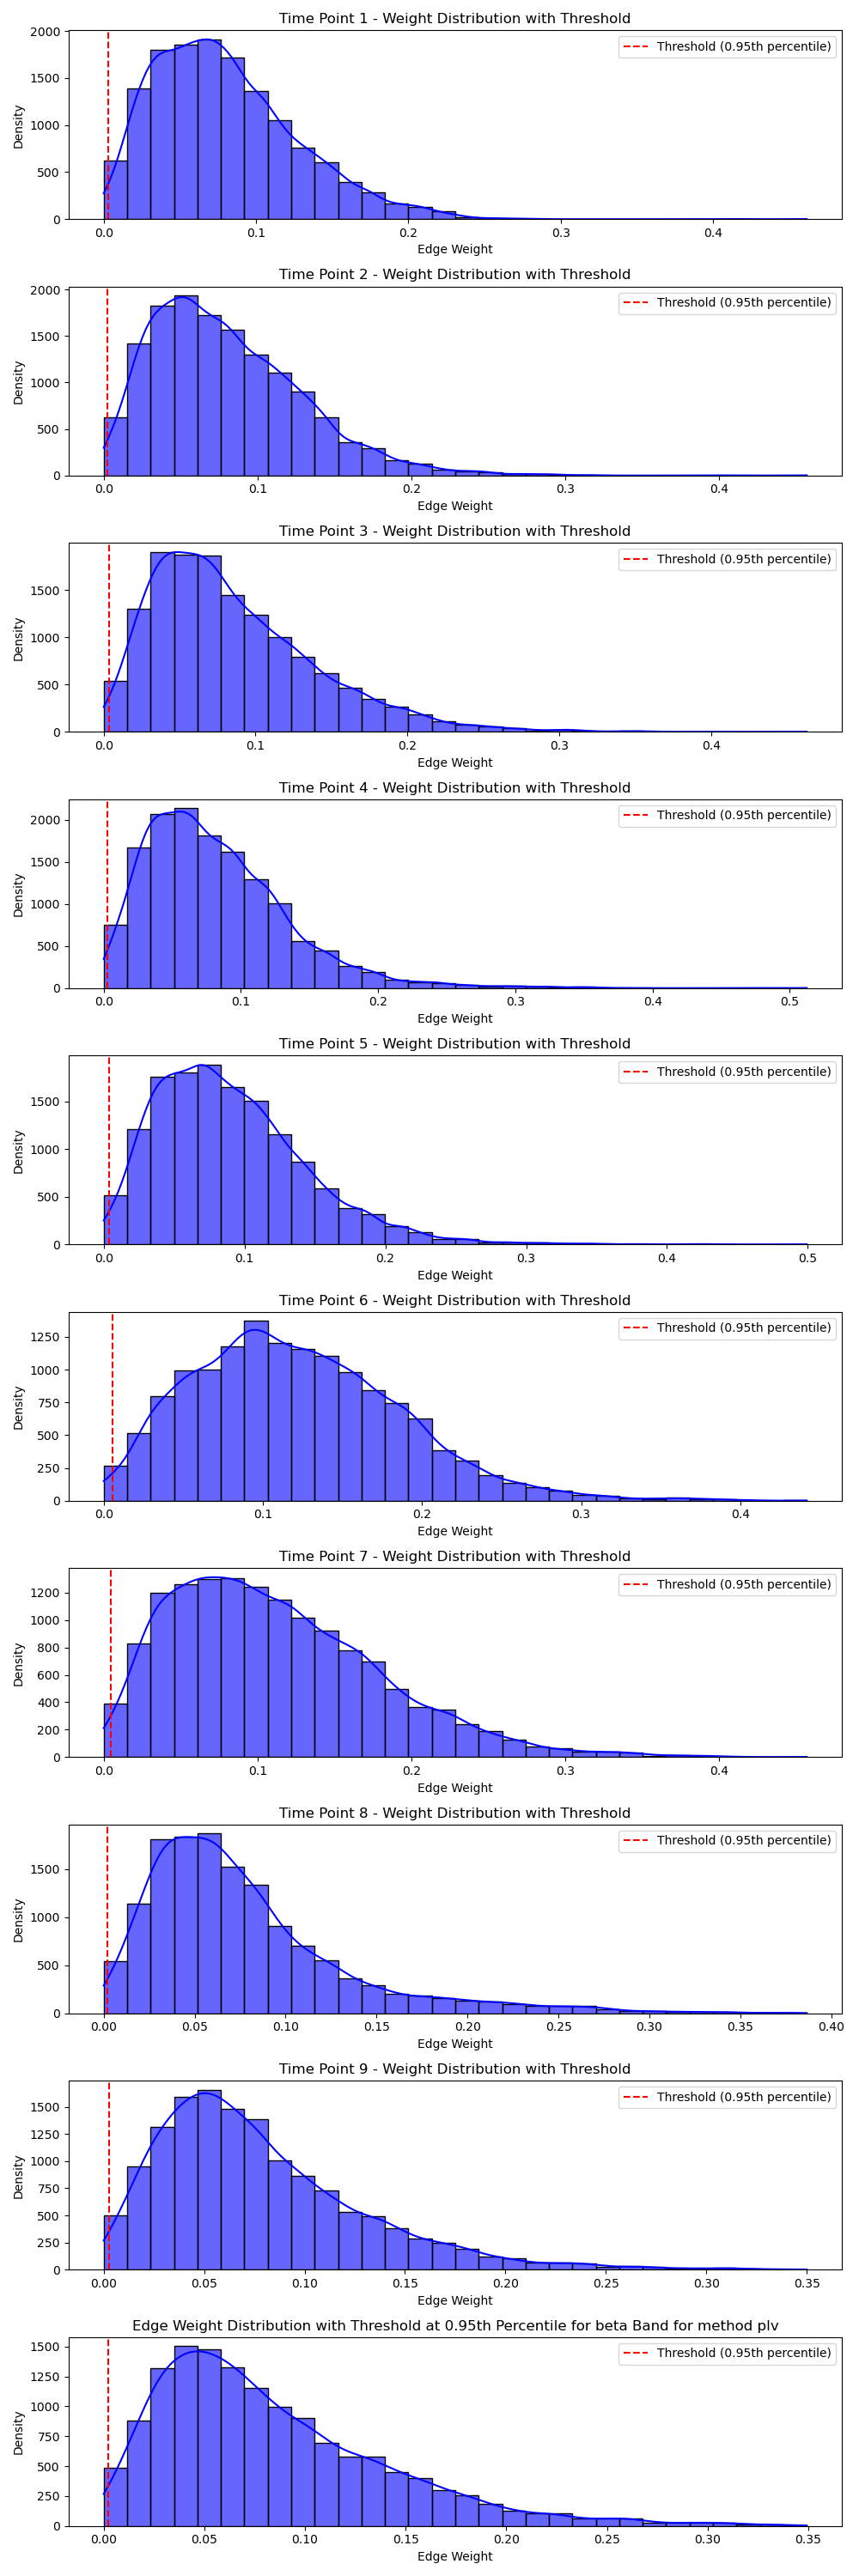 Time Point 1 - Weight Distribution with Threshold
Threshold (0.95th percentile)
Density
2000
1500
1000
500
0
0.0 0.1 0.2 0.3 0.4
Edge Weight
Time Point 2 - Weight Distribution with Threshold
Threshold (0.95th percentile)
Density
2000
1500
1000
500
0
0.0 0.1 0.2 0.3 0.4
Edge Weight
Time Point 3 - Weight Distribution with Threshold
Threshold (0.95th percentile)
Density
1500
1000
500
0
0.0 0.1 0.2 0.3 0.4
Edge Weight
Time Point 4 - Weight Distribution with Threshold
Threshold (0.95th percentile)
Density
2000
1500
1000
500
0
0.0 0.1 0.2 0.3 0.4 0.5
Edge Weight
Time Point 5 - Weight Distribution with Threshold
Threshold (0.95th percentile)
Density
1500
1000
500
0
0.0 0.1 0.2 0.3 0.4 0.5
Edge Weight
Time Point 6 - Weight Distribution with Threshold
Threshold (0.95th percentile)
Density
1250
1000
750
500
250
0
0.0 0.1 0.2 0.3 0.4
Edge Weight
Time Point 7 - Weight Distribution with Threshold
Threshold (0.95th percentile)
Density
1200
1000
800
600
400
200
0
0.0 0.1 0.2 0.3 0.4
Edge Weight
Time Point 8 - Weight Distribution with Threshold
Threshold (0.95th percentile)
Density
1500
1000
500
0
0.00 0.05 0.10 0.15 0.20 0.25 0.30 0.35 0.40
Edge Weight
Time Point 9 - Weight Distribution with Threshold
Threshold (0.95th percentile)
Density
1500
1250
1000
750
500
250
0
0.00 0.05 0.10 0.15 0.20 0.25 0.30 0.35
Edge Weight
Edge Weight Distribution with Threshold at 0.95th Percentile for beta Band for method plv
Threshold (0.95th percentile)
Density
1500
1250
1000
750
500
250
0
0.00 0.05 0.10 0.15 0.20 0.25 0.30 0.35
Edge Weight